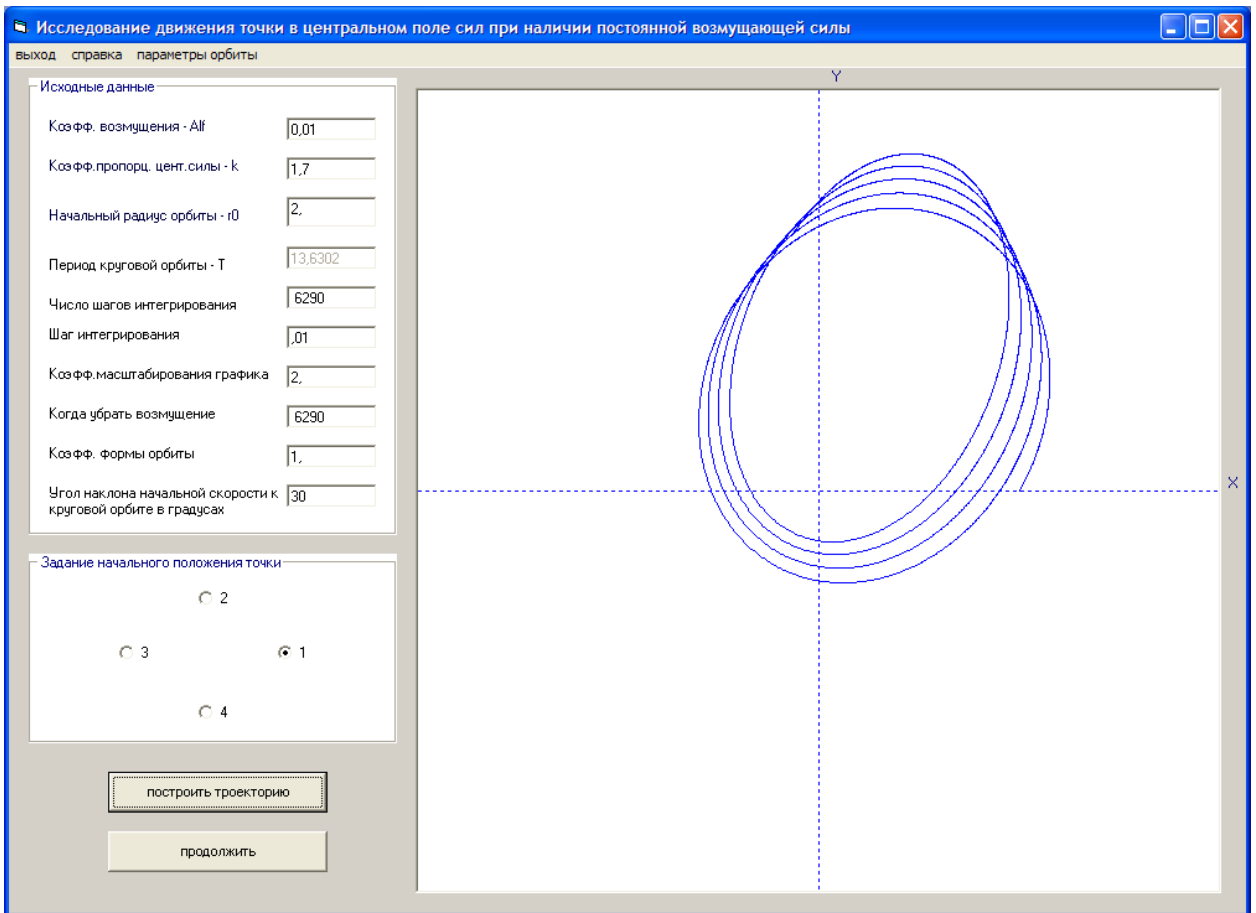 Исследование движения точки в центральном поле сил при наличии постоянной возмущающей силы
выход справка параметры орбиты
Исходные данные
Коэфф. возмущения - Alf 0,01
Коэфф.пропорц. цент.силы - k 1,7
Начальный радиус орбиты - r0 2,
Период круговой орбиты - T 13,6302
Число шагов интегрирования 6290
Шаг интегрирования ,01
Коэфф.масштабирования графика 2,
Когда убрать возмущение 6290
Коэфф. формы орбиты 1,
Угол наклона начальной скорости к 30
круговой орбите в градусах
Задание начального положения точки
2
3 1
4
построить троекторию
продолжить
Y
X